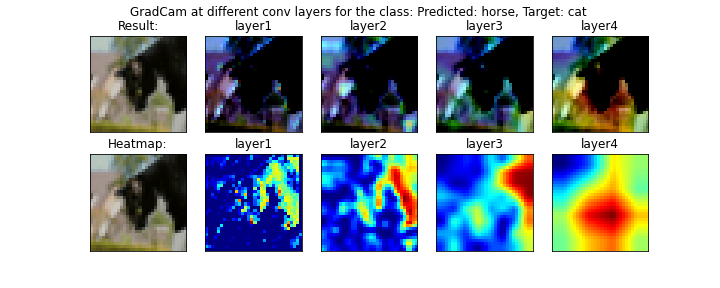 GradCam at different conv layers for the class: Predicted: horse, Target: cat
Result: layer1 layer2 layer3 layer4
Heatmap: layer1 layer2 layer3 layer4